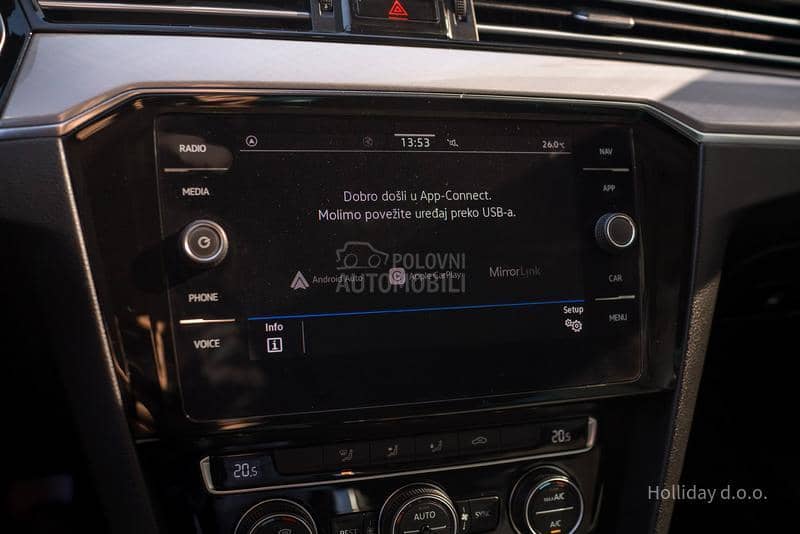 RADIO
13:53
26.0°C
NAV
MEDIA
APP
Dobro došli u App-Connect.
Molimo povežite uređaj preko USB-a.
POLOVNI
AUTOMOBILI
Android Auto
Apple CarPlay
MirrorLink
PHONE
CAR
VOICE
MENU
Info
Setup
20.5
20.5
AUTO
REST
SYNC
MAX A/C
A/C
Holliday d.o.o.